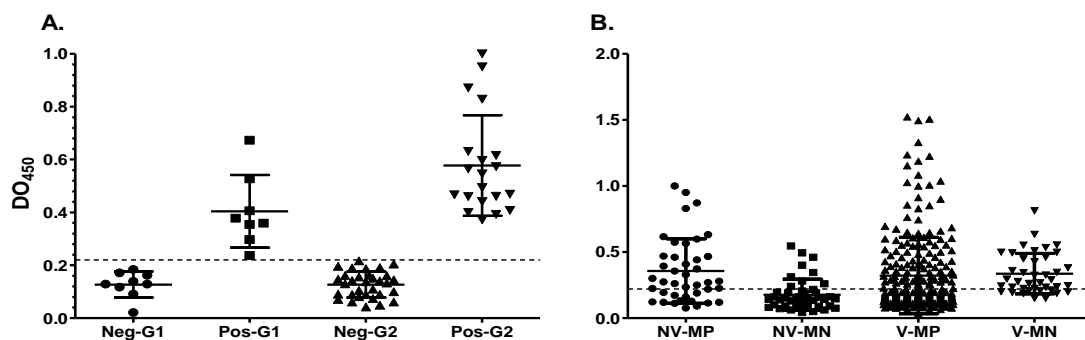 A.
B.
DO450
1.0
0.8
0.6
0.4
0.2
0.0
Neg-G1 Pos-G1 Neg-G2 Pos-G2
2.0
1.5
1.0
0.5
0.0
NV-MP NV-MN V-MP V-MN